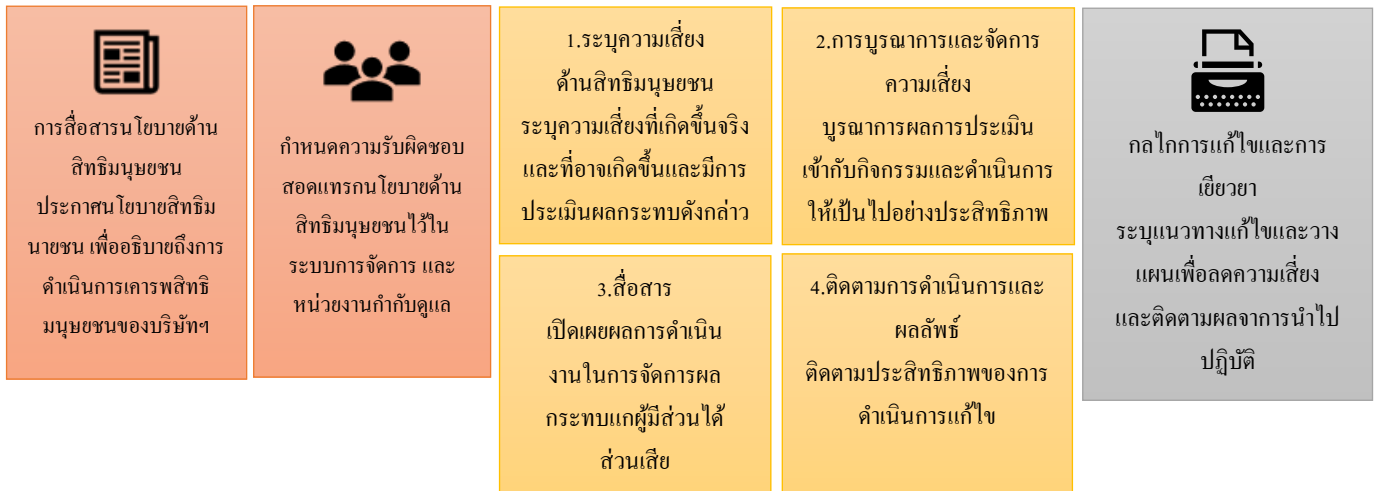 การสื่อสารนโยบายด้าน
สิทธิมนุษยชน
ประกาศนโยบายสิทธิม
นายชน เพื่ออธิบายถึงการ
ดำเนินการเคารพสิทธิ
มนุษยชนของบริษัทฯ
กำหนดความรับผิดชอบ
สอดแทรกนโยบายด้าน
สิทธิมนุษยชนไว้ใน
ระบบการจัดการ และ
หน่วยงานกำกับดูแล
1.ระบุความเสี่ยง
ด้านสิทธิมนุษยชน
ระบุความเสี่ยงที่เกิดขึ้นจริง
และที่อาจเกิดขึ้นและมีการ
ประเมินผลกระทบดังกล่าว
2.การบูรณาการและจัดการ
ความเสี่ยง
บูรณาการผลการประเมิน
เข้ากับกิจกรรมและดำเนินการ
ให้เป็นไปอย่างประสิทธิภาพ
3.สื่อสาร
เปิดเผยผลการดำเนิน
งานในการจัดการผล
กระทบแกผู้มีส่วนได้
ส่วนเสีย
4.ติดตามการดำเนินการและ
ผลลัพธ์
ติดตามประสิทธิภาพของการ
ดำเนินการแก้ไข
กลไกการแก้ไขและการ
เยียวยา
ระบุแนวทางแก้ไขและวาง
แผนเพื่อลดความเสี่ยง
และติดตามผลจาการนำไป
ปฏิบัติ